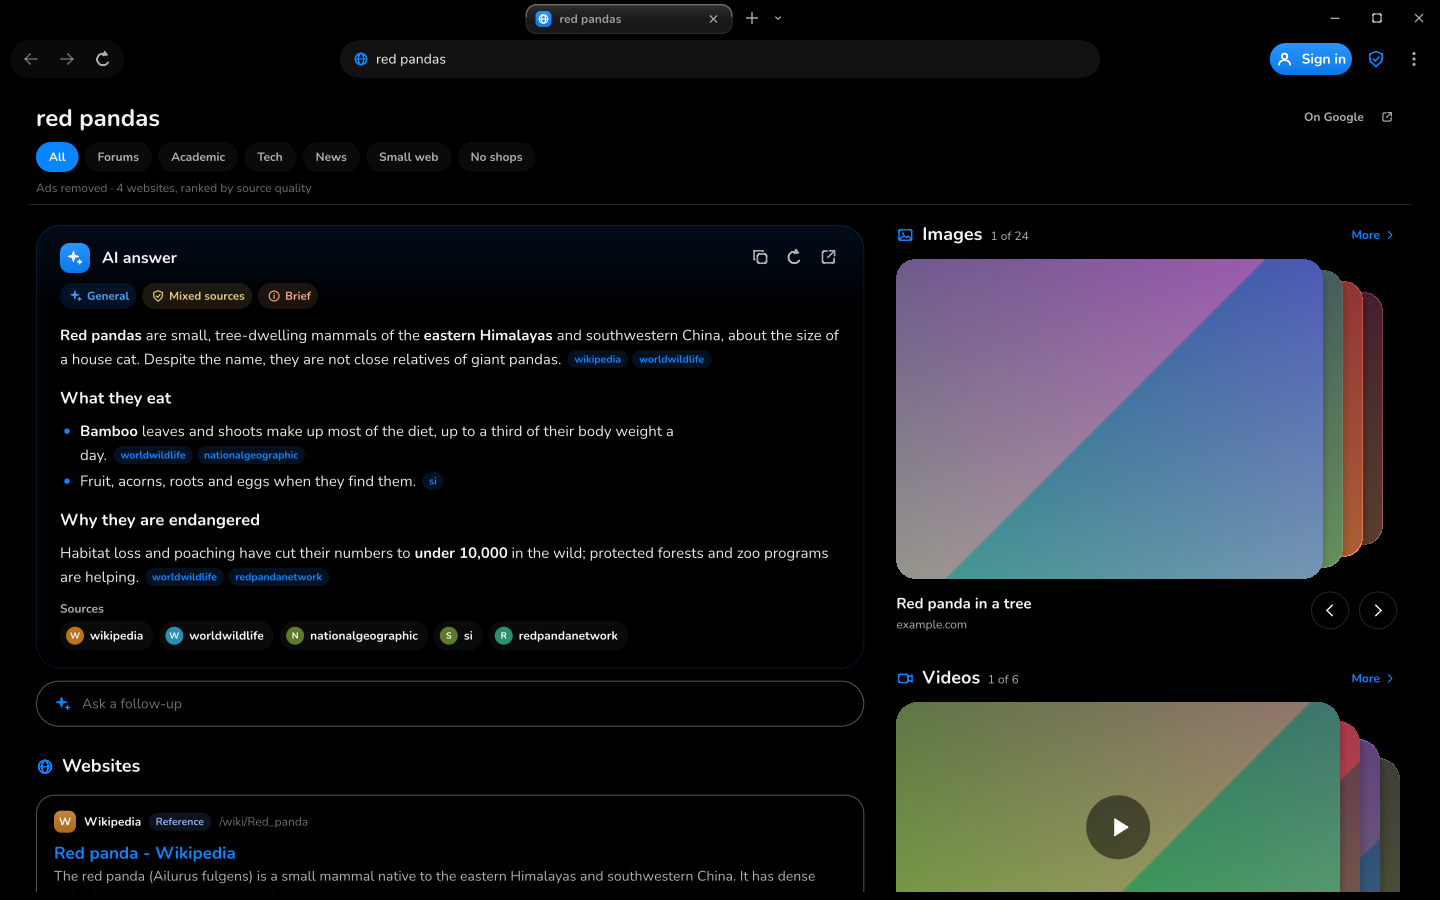 red pandas
red pandas
Sign in
red pandas
On Google
All
Forums
Academic
Tech
News
Small web
No shops
Ads removed · 4 websites, ranked by source quality
AI answer
General
Mixed sources
Brief
Red pandas are small, tree-dwelling mammals of the eastern Himalayas and southwestern China, about the size of
a house cat. Despite the name, they are not close relatives of giant pandas. wikipedia worldwildlife
What they eat
Bamboo leaves and shoots make up most of the diet, up to a third of their body weight a
day. worldwildlife nationalgeographic
Fruit, acorns, roots and eggs when they find them. si
Why they are endangered
Habitat loss and poaching have cut their numbers to under 10,000 in the wild; protected forests and zoo programs
are helping. worldwildlife redpandanetwork
Sources
W wikipedia
W worldwildlife
N nationalgeographic
S si
R redpandanetwork
Ask a follow-up
Websites
W Wikipedia Reference /wiki/Red_panda
Red panda - Wikipedia
The red panda (Ailurus fulgens) is a small mammal native to the eastern Himalayas and southwestern China. It has dense
Images 1 of 24
More
Red panda in a tree
example.com
Videos 1 of 6
More